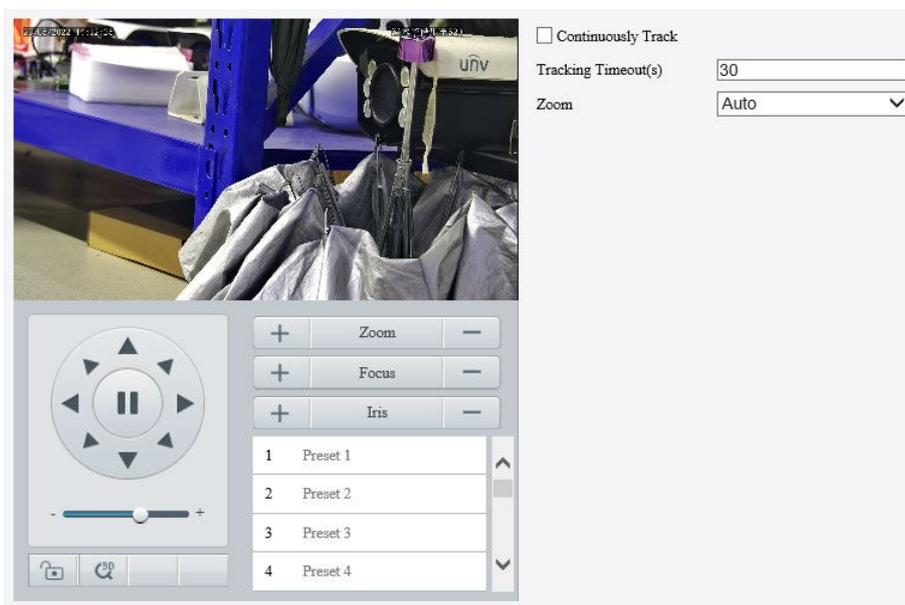 unv
Continuously Track
Tracking Timeout(s)
30
Zoom
Auto
+ Zoom −
+ Focus −
+ Iris −
1 Preset 1
2 Preset 2
3 Preset 3
4 Preset 4
- +
3D